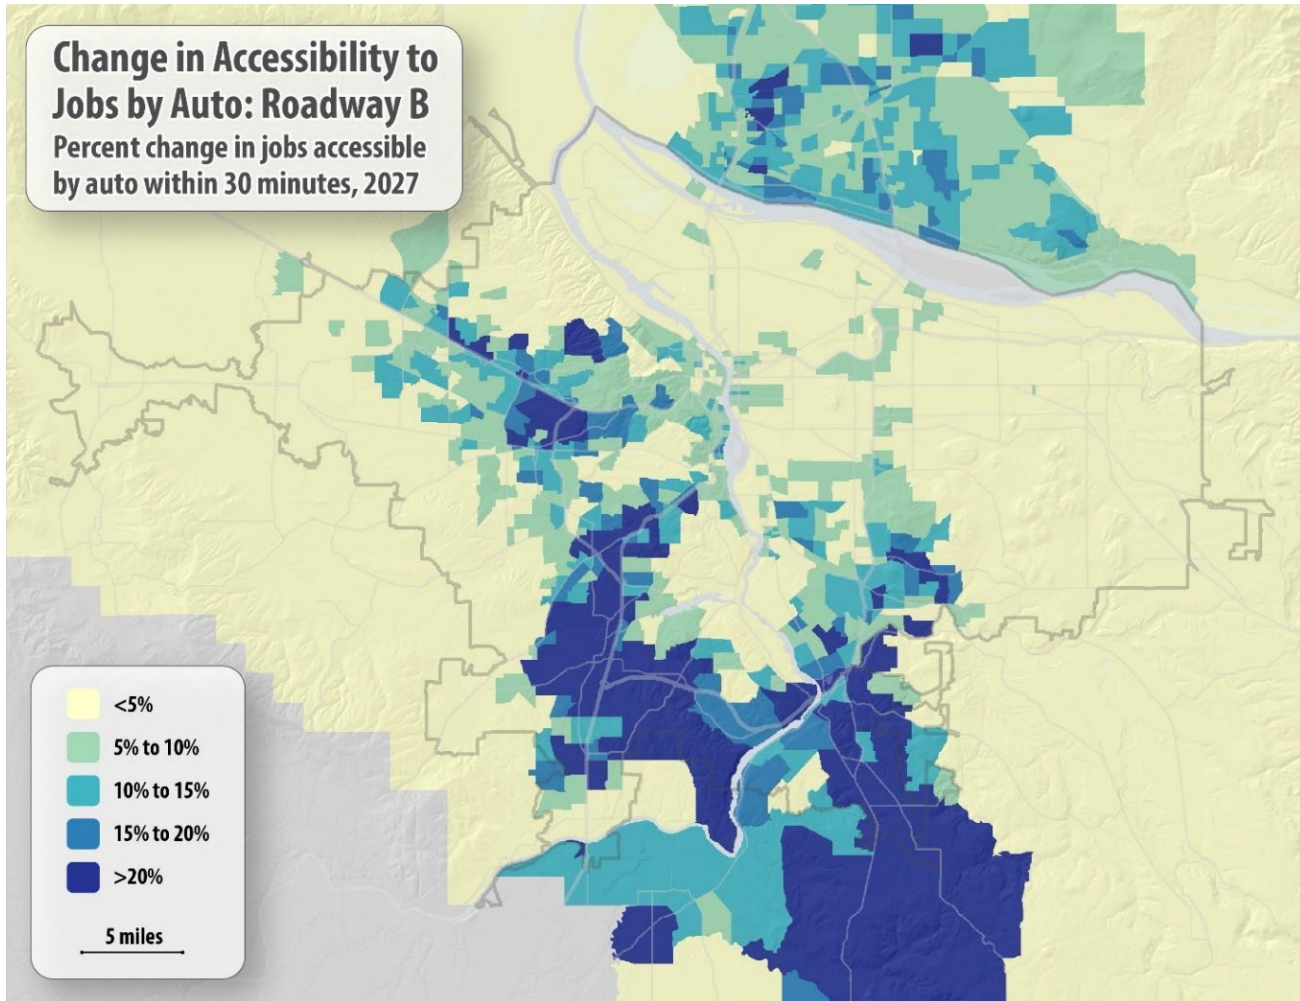 Change in Accessibility to
Jobs by Auto: Roadway B
Percent change in jobs accessible
by auto within 30 minutes, 2027
<5%
5% to 10%
10% to 15%
15% to 20%
>20%
5 miles